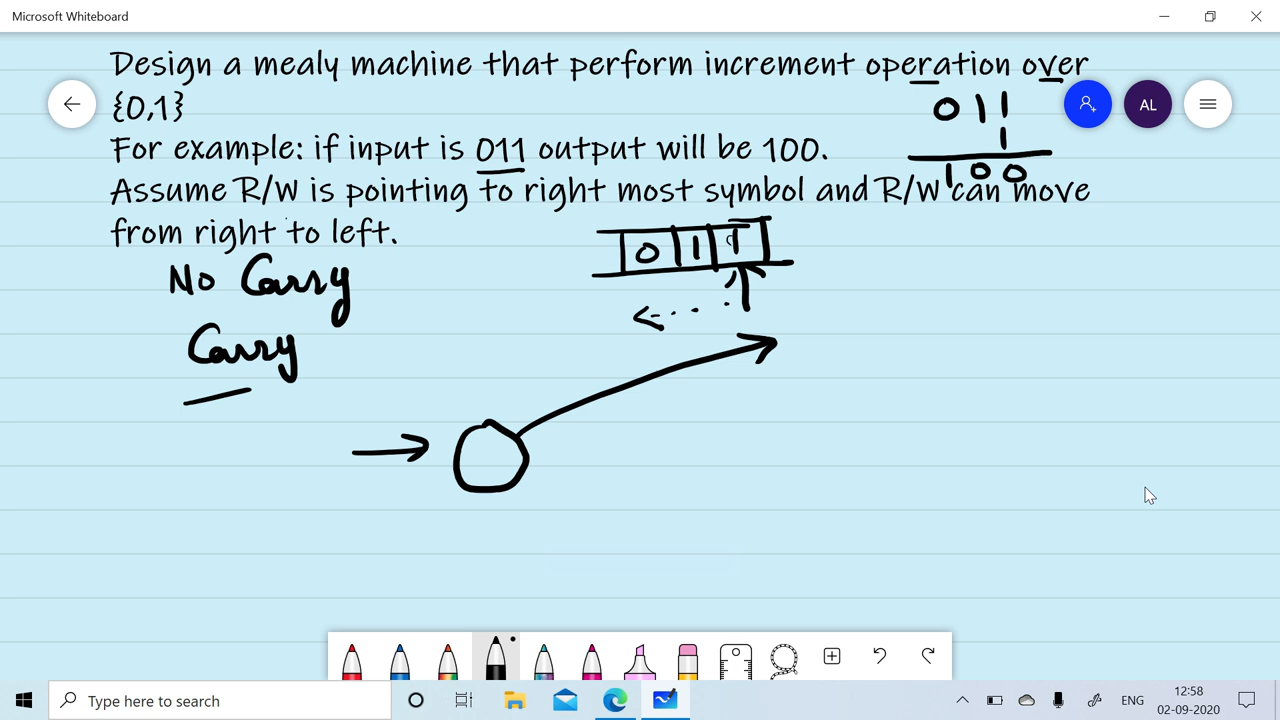 Microsoft Whiteboard
Design a mealy machine that perform increment operation over
{0,1}
AL
011
For example: if input is 011 output will be 100.
1
100
Assume R/W is pointing to right most symbol and R/W can move
from right to left.
0 1 1
No Carry
Carry
Type here to search
ENG
12:58
02-09-2020